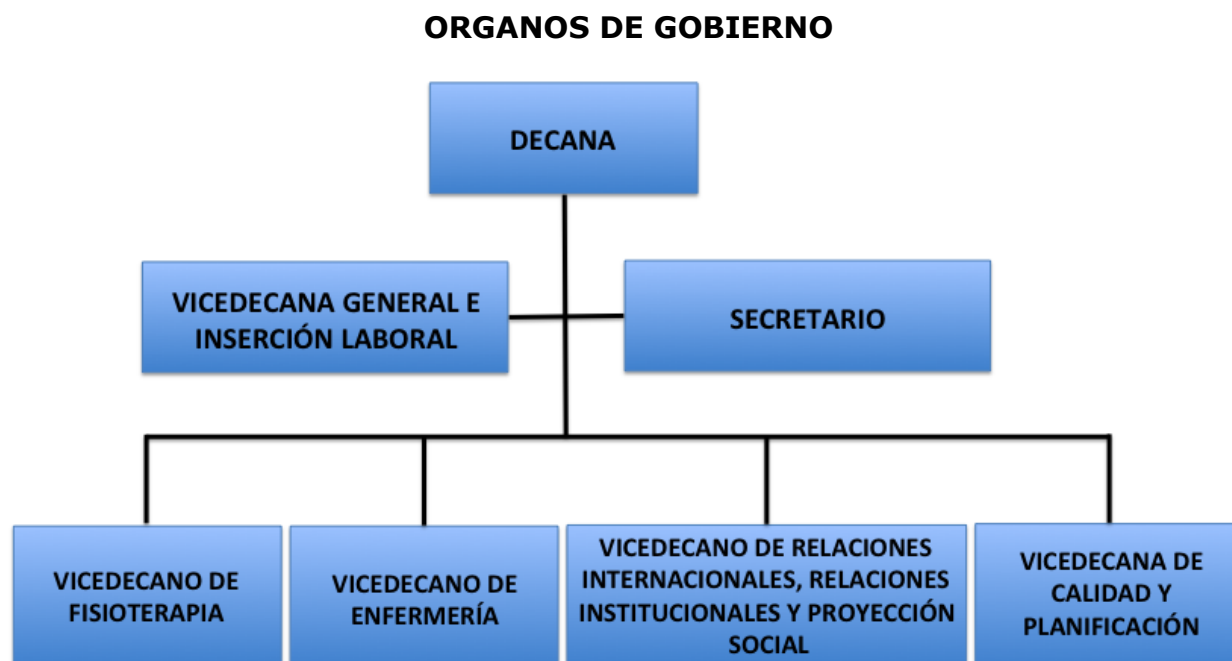 ORGANOS DE GOBIERNO
DECANA
VICEDECANA GENERAL E
INSERCIÓN LABORAL
SECRETARIO
VICEDECANO DE
FISIOTERAPIA
VICEDECANO DE
ENFERMERÍA
VICEDECANO DE RELACIONES
INTERNACIONALES, RELACIONES
INSTITUCIONALES Y PROYECCIÓN
SOCIAL
VICEDECANA DE
CALIDAD Y
PLANIFICACIÓN